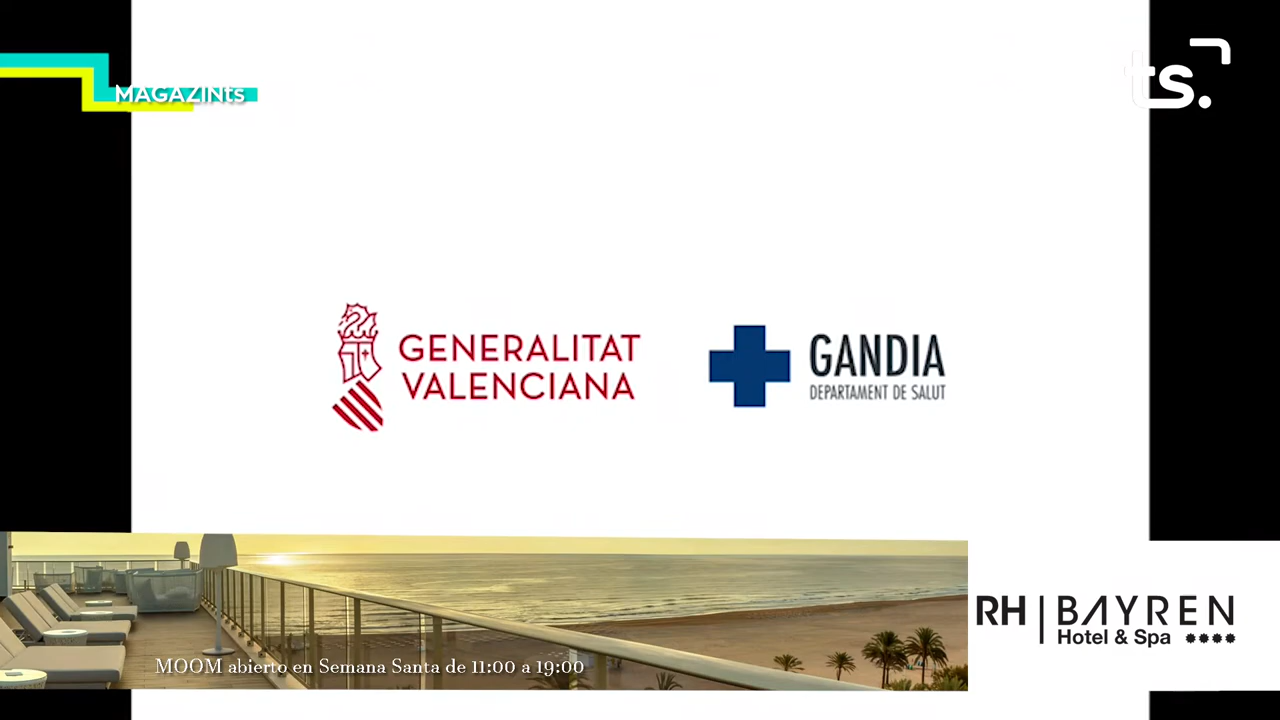 MAGAZINts
ts.
GENERALITAT
VALENCIANA
GANDIA
DEPARTAMENT DE SALUT
MOOM abierto en Semana Santa de 11:00 a 19:00
RH | BAYREN
Hotel & Spa